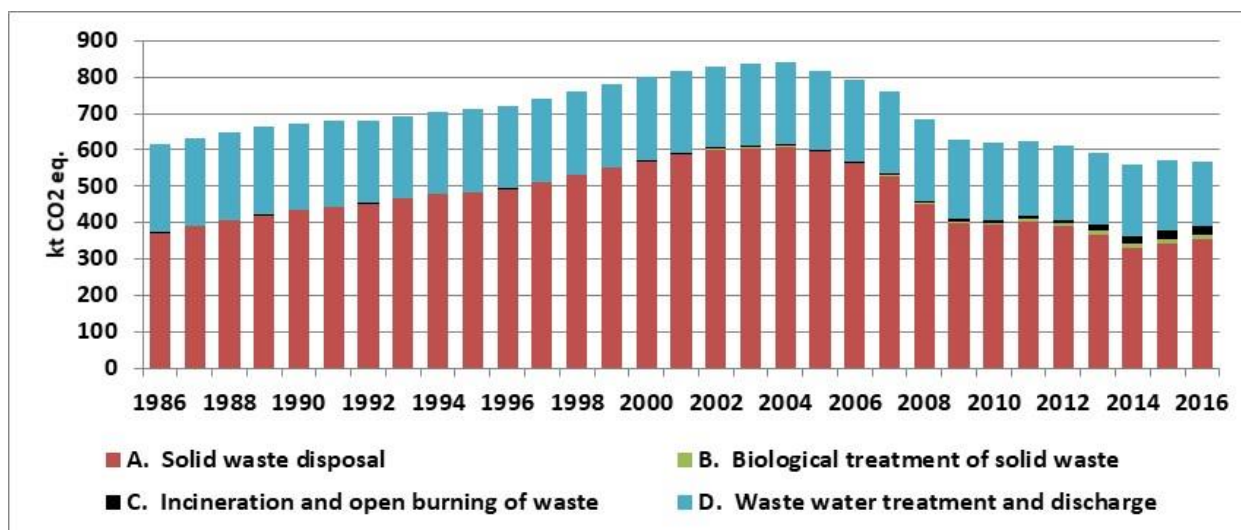 900
800
700
600
500
400
300
200
100
0
kt CO2 eq.
1986 1988 1990 1992 1994 1996 1998 2000 2002 2004 2006 2008 2010 2012 2014 2016
A. Solid waste disposal
B. Biological treatment of solid waste
C. Incineration and open burning of waste
D. Waste water treatment and discharge